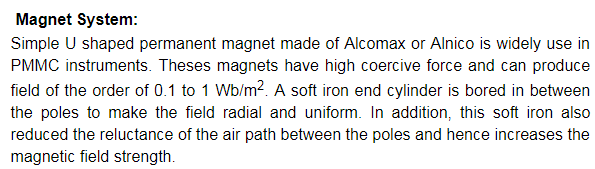 Magnet System:
Simple U shaped permanent magnet made of Alcomax or Alnico is widely use in
PMMC instruments. Theses magnets have high coercive force and can produce
field of the order of 0.1 to 1 Wb/m². A soft iron end cylinder is bored in between
the poles to make the field radial and uniform. In addition, this soft iron also
reduced the reluctance of the air path between the poles and hence increases the
magnetic field strength.